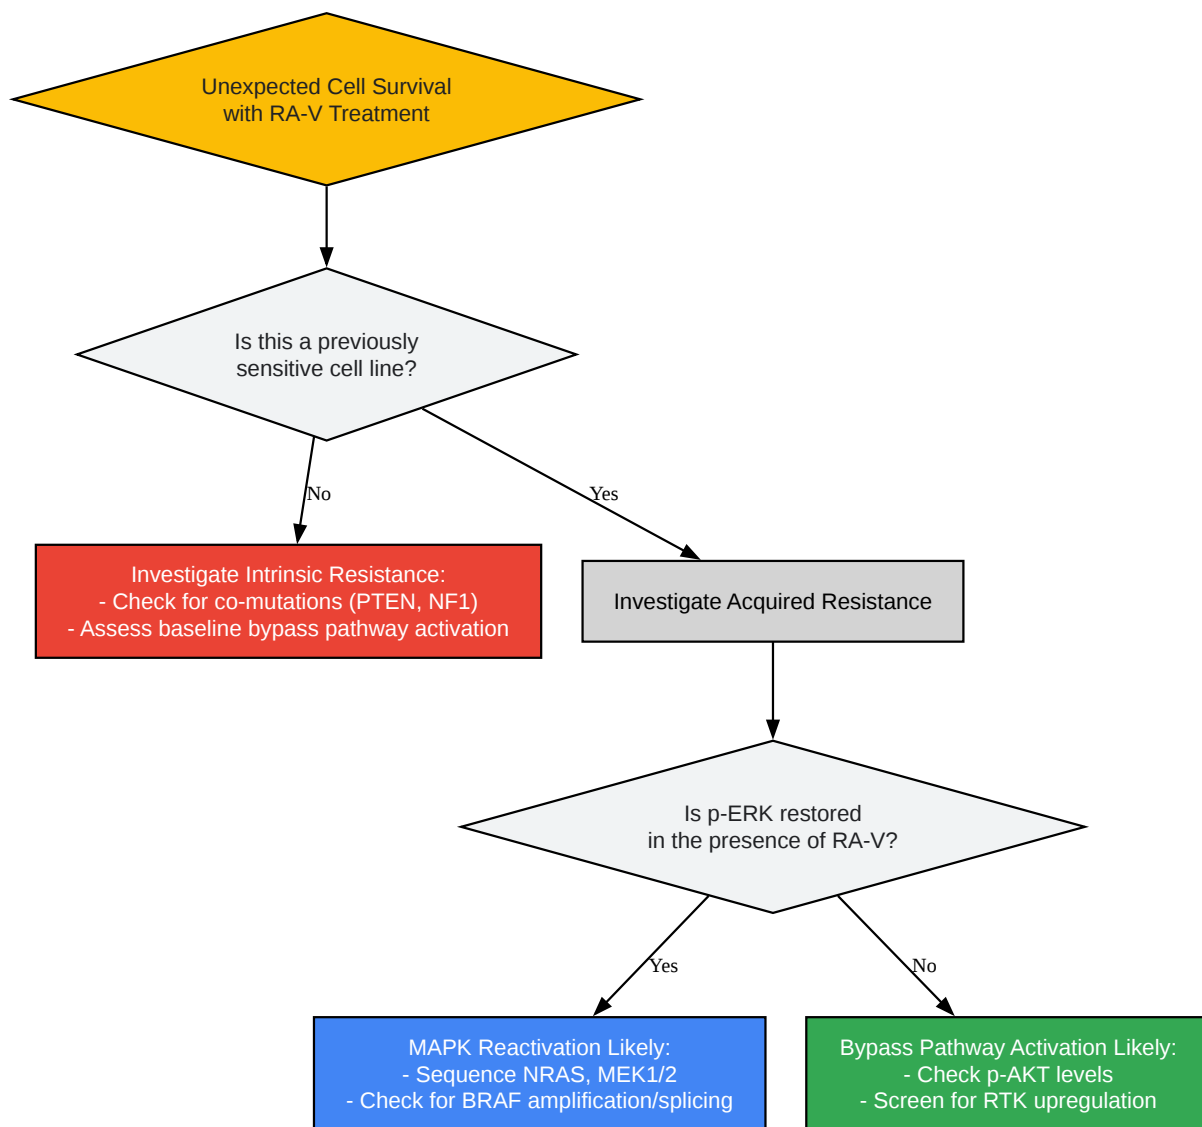 Unexpected Cell Survival
with RA-V Treatment
Is this a previously
sensitive cell line?
No
Yes
Investigate Intrinsic Resistance:
- Check for co-mutations (PTEN, NF1)
- Assess baseline bypass pathway activation
Investigate Acquired Resistance
Is p-ERK restored
in the presence of RA-V?
Yes
No
MAPK Reactivation Likely:
- Sequence NRAS, MEK1/2
- Check for BRAF amplification/splicing
Bypass Pathway Activation Likely:
- Check p-AKT levels
- Screen for RTK upregulation